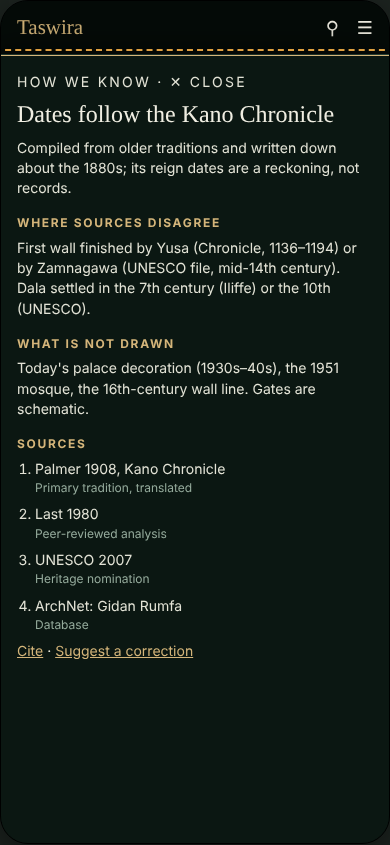 Taswira
HOW WE KNOW · ✕ CLOSE
Dates follow the Kano Chronicle
Compiled from older traditions and written down
about the 1880s; its reign dates are a reckoning, not
records.
WHERE SOURCES DISAGREE
First wall finished by Yusa (Chronicle, 1136–1194) or
by Zamnagawa (UNESCO file, mid-14th century).
Dala settled in the 7th century (Iliffe) or the 10th
(UNESCO).
WHAT IS NOT DRAWN
Today's palace decoration (1930s–40s), the 1951
mosque, the 16th-century wall line. Gates are
schematic.
SOURCES
1. Palmer 1908, Kano Chronicle
Primary tradition, translated
2. Last 1980
Peer-reviewed analysis
3. UNESCO 2007
Heritage nomination
4. ArchNet: Gidan Rumfa
Database
Cite · Suggest a correction